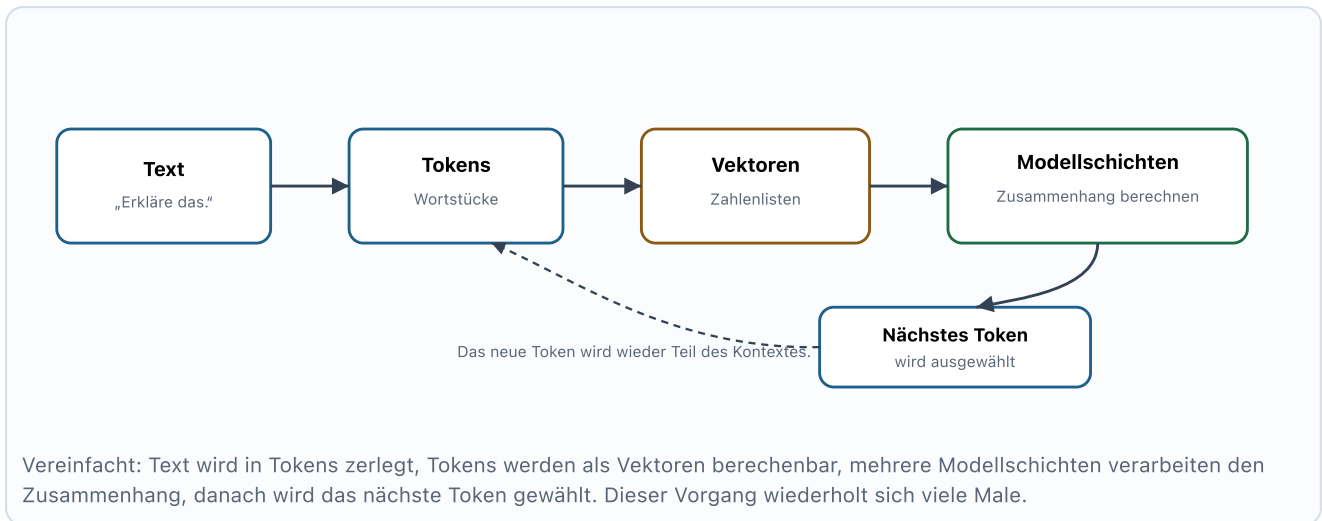 Text
„Erkläre das.“
Tokens
Wortstücke
Vektoren
Zahlenlisten
Modellschichten
Zusammenhang berechnen
Nächstes Token
wird ausgewählt
Das neue Token wird wieder Teil des Kontextes.
Vereinfacht: Text wird in Tokens zerlegt, Tokens werden als Vektoren berechenbar, mehrere Modellschichten verarbeiten den
Zusammenhang, danach wird das nächste Token gewählt. Dieser Vorgang wiederholt sich viele Male.